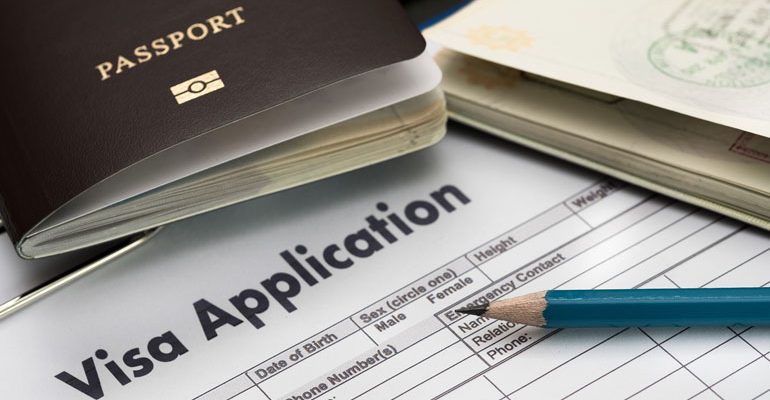 PASSPORT
Visa Application
Date of Birth
Sex (circle one)
Male Female
Height
Weight
Phone Number(s)
Emergency Contact
Phone: